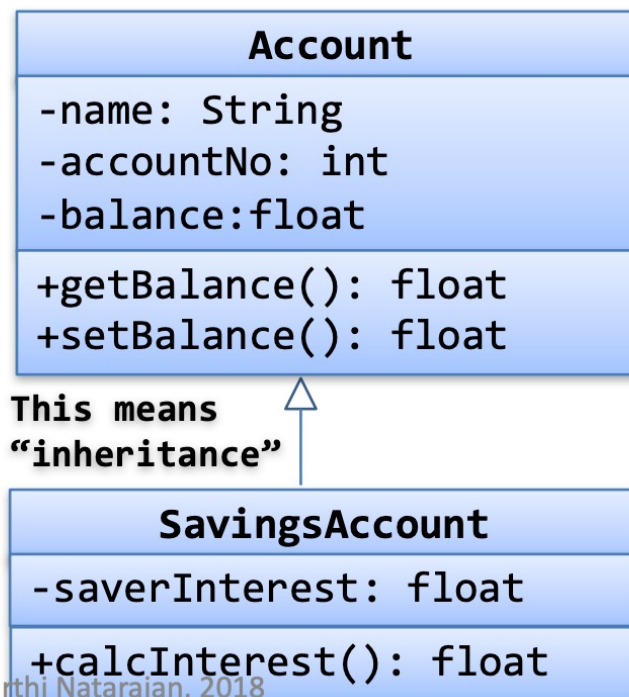 Account
-name: String
-accountNo: int
-balance:float
+getBalance(): float
+setBalance(): float
This means
“inheritance”
SavingsAccount
-saverInterest: float
+calcInterest(): float
Natarajan, 2018